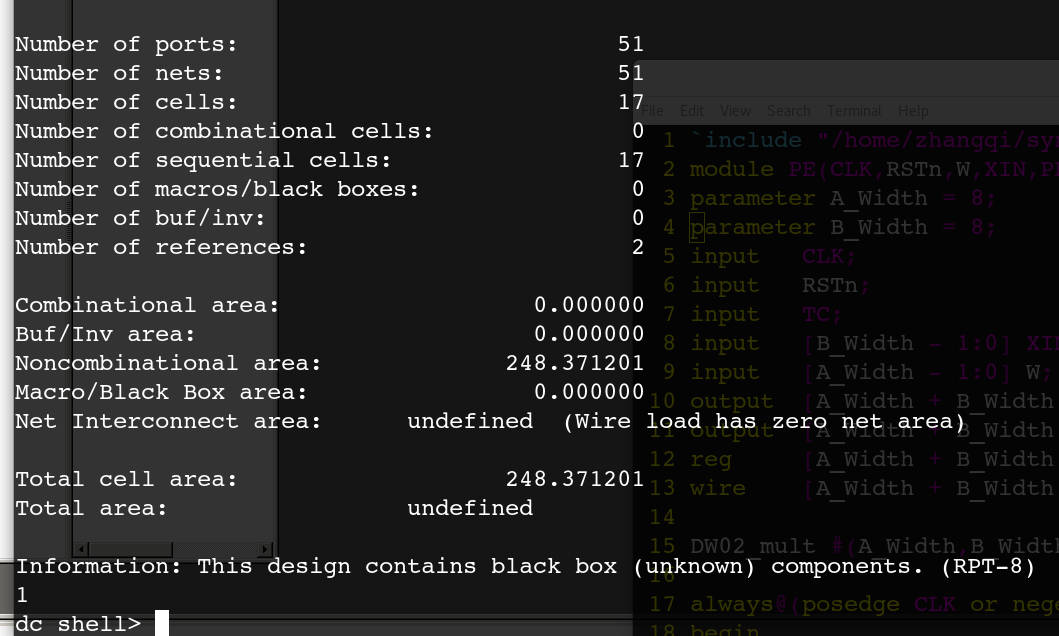 Number of ports: 51
Number of nets: 51
Number of cells: 17
Number of combinational cells: 0
Number of sequential cells: 17
Number of macros/black boxes: 0
Number of buf/inv: 0
Number of references: 2
Combinational area: 0.000000
Buf/Inv area: 0.000000
Noncombinational area: 248.371201
Macro/Black Box area: 0.000000
Net Interconnect area: undefined (Wire load has zero net area)
Total cell area: 248.371201
Total area: undefined
Information: This design contains black box (unknown) components. (RPT-8)
1
dc_shell>
File Edit View Search Terminal Help
1 `include "/home/zhangqi/sy
2 module PE(CLK,RSTn,W,XIN,P
3 parameter A_Width = 8;
4 parameter B_Width = 8;
5 input CLK;
6 input RSTn;
7 input TC;
8 input [B_Width - 1:0] XI
9 input [A_Width - 1:0] W;
10 output [A_Width + B_Width
11 output [A_Width + B_Width
12 reg [A_Width + B_Width
13 wire [A_Width + B_Width
14
15 DW02_mult #(A_Width,B_Width
16
17 always@(posedge CLK or neg
18 begin